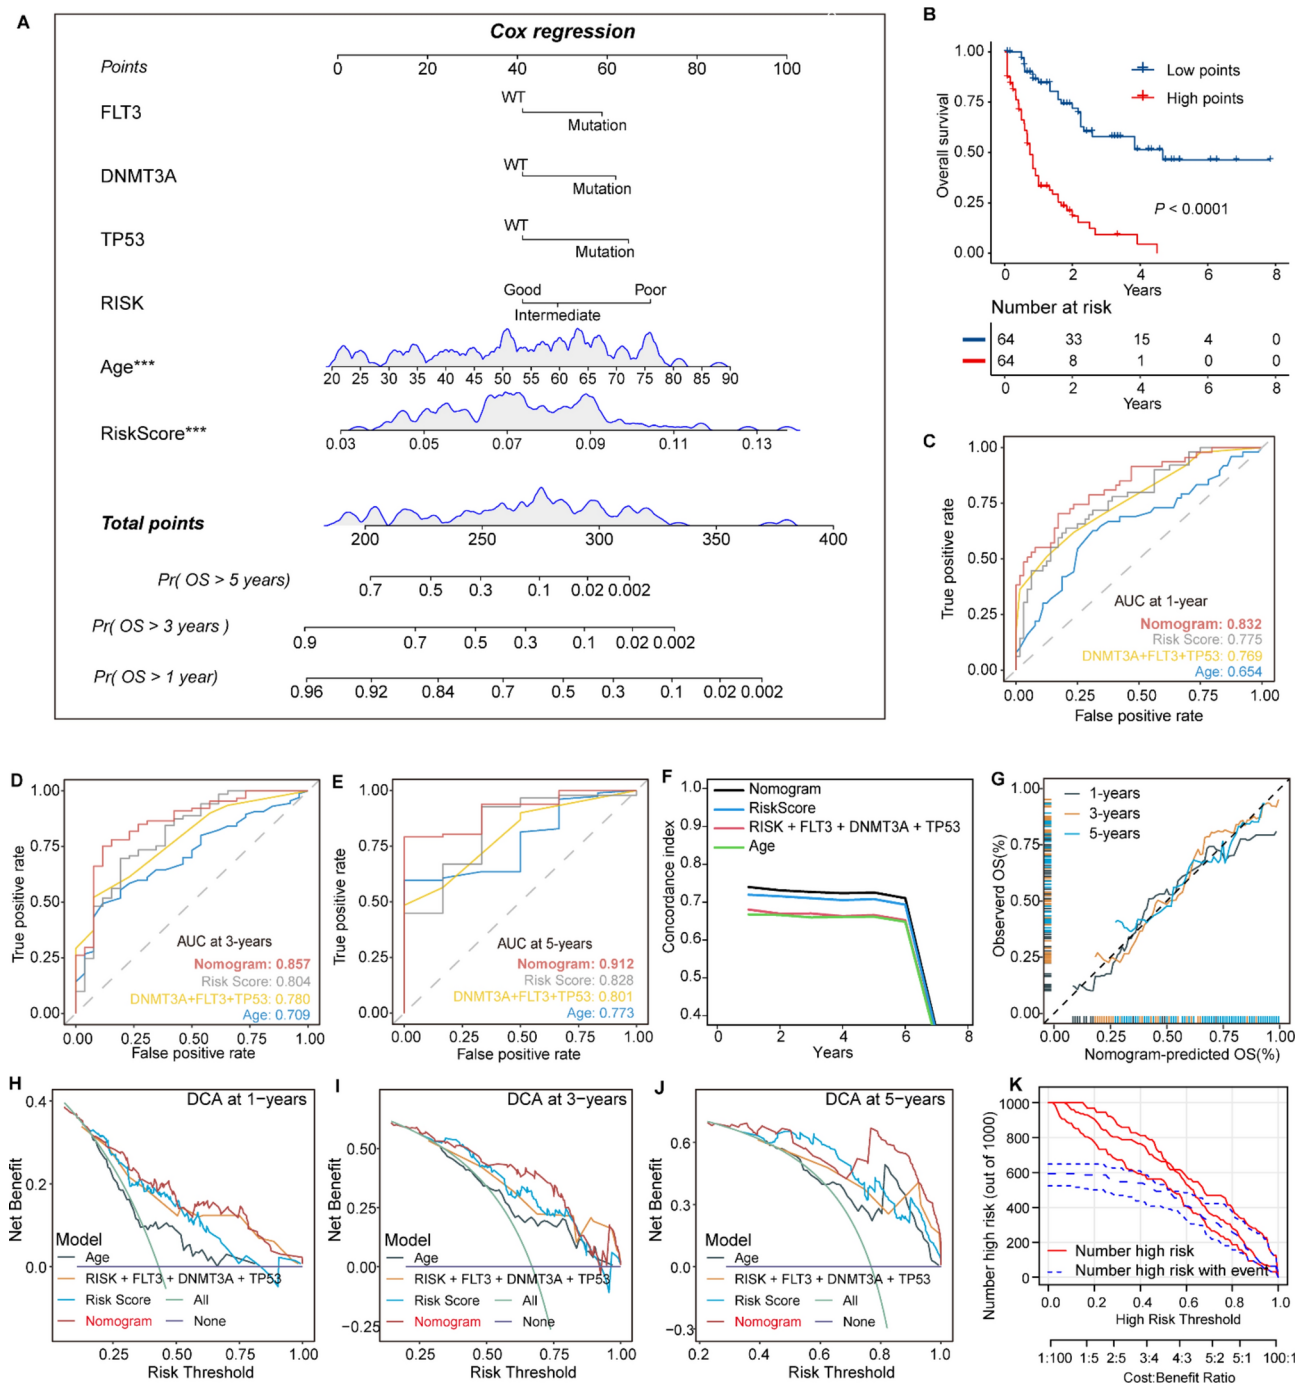 A
Cox regression
Points
0 20 40 60 80 100
FLT3
WT
Mutation
DNMT3A
WT
Mutation
TP53
WT
Mutation
RISK
Good Poor
Intermediate
Age***
20 25 30 35 40 45 50 55 60 65 70 75 80 85 90
RiskScore***
0.03 0.05 0.07 0.09 0.11 0.13
Total points
200 250 300 350 400
Pr( OS > 5 years)
0.7 0.5 0.3 0.1 0.02 0.002
Pr( OS > 3 years )
0.9 0.7 0.5 0.3 0.1 0.02 0.002
Pr( OS > 1 year)
0.96 0.92 0.84 0.7 0.5 0.3 0.1 0.02 0.002
B
Overall survival
1.00
0.75
0.50
0.25
0.00
Low points
High points
P < 0.0001
0 2 4 6 8
Years
Number at risk
64 33 15 4 0
64 8 1 0 0
0 2 4 6 8
Years
C
True positive rate
1.00
0.75
0.50
0.25
0.00
AUC at 1-year
Nomogram: 0.832
Risk Score: 0.775
DNMT3A+FLT3+TP53: 0.769
Age: 0.654
0.00 0.25 0.50 0.75 1.00
False positive rate
D
True positive rate
1.00
0.75
0.50
0.25
0.00
AUC at 3-years
Nomogram: 0.857
Risk Score: 0.804
DNMT3A+FLT3+TP53: 0.780
Age: 0.709
0.00 0.25 0.50 0.75 1.00
False positive rate
E
True positive rate
1.00
0.75
0.50
0.25
0.00
AUC at 5-years
Nomogram: 0.912
Risk Score: 0.828
DNMT3A+FLT3+TP53: 0.801
Age: 0.773
0.00 0.25 0.50 0.75 1.00
False positive rate
F
Concordance index
1.0
0.9
0.8
0.7
0.6
0.5
0.4
Nomogram
RiskScore
RISK + FLT3 + DNMT3A + TP53
Age
0 2 4 6 8
Years
G
Observerd OS(%)
1.00
0.75
0.50
0.25
0.00
1-years
3-years
5-years
0.00 0.25 0.50 0.75 1.00
Nomogram-predicted OS(%)
H
DCA at 1-years
Net Benefit
0.4
0.2
0.0
Model
Age
RISK + FLT3 + DNMT3A + TP53
Risk Score All
Nomogram None
0.25 0.50 0.75 1.00
Risk Threshold
I
DCA at 3-years
Net Benefit
0.50
0.25
0.00
−0.25
Model
Age
RISK + FLT3 + DNMT3A + TP53
Risk Score All
Nomogram None
0.25 0.50 0.75 1.00
Risk Threshold
J
DCA at 5-years
Net Benefit
0.6
0.3
0.0
−0.3
Model
Age
RISK + FLT3 + DNMT3A + TP53
Risk Score All
Nomogram None
0.2 0.4 0.6 0.8 1.0
Risk Threshold
K
Number high risk (out of 1000)
1000
800
600
400
200
0
Number high risk
Number high risk with event
0.0 0.2 0.4 0.6 0.8 1.0
High Risk Threshold
1:100 1:5 2:5 3:4 4:3 5:2 5:1 100:1
Cost:Benefit Ratio